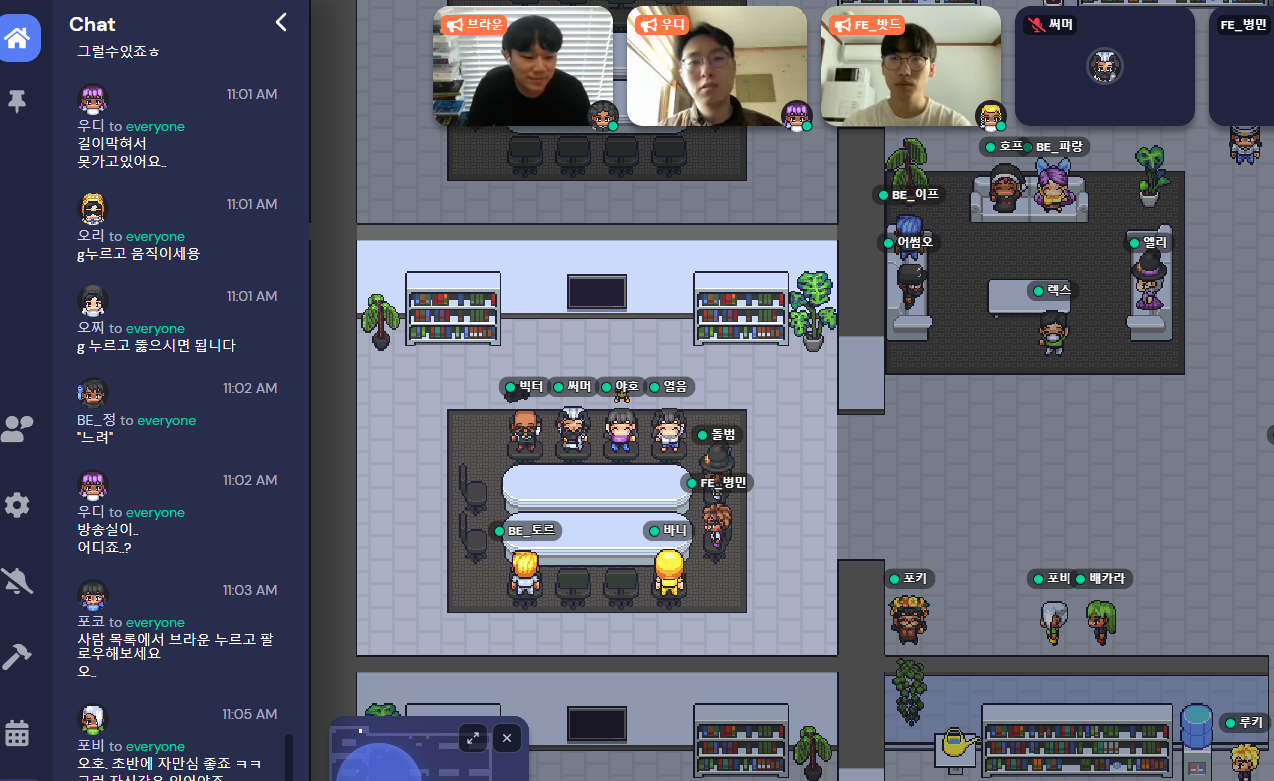 Chat
그럴수있죠ㅎ
11:01 AM
우디 to everyone
길이막혀서
못가고있어요..
11:01 AM
오리 to everyone
g누르고 움직이세용
11:01 AM
오찌 to everyone
g 누르고 뚫으시면 됩니다
11:02 AM
BE_정 to everyone
"느려"
11:02 AM
우디 to everyone
방송실이..
어디죠..?
11:03 AM
포코 to everyone
사람 목록에서 브라운 누르고 팔
로우해보세요
오..
11:05 AM
포비 to everyone
오호. 초반에 자만심 좋죠 ㅋㅋ
브라운
우디
FE_밧드
써머
FE_병민
호프
BE_파랑
BE_이프
어썸오
엘리
렉스
빅터
써머
야호
열음
돌범
FE_병민
BE_토르
바니
포키
포비
배카라
루키